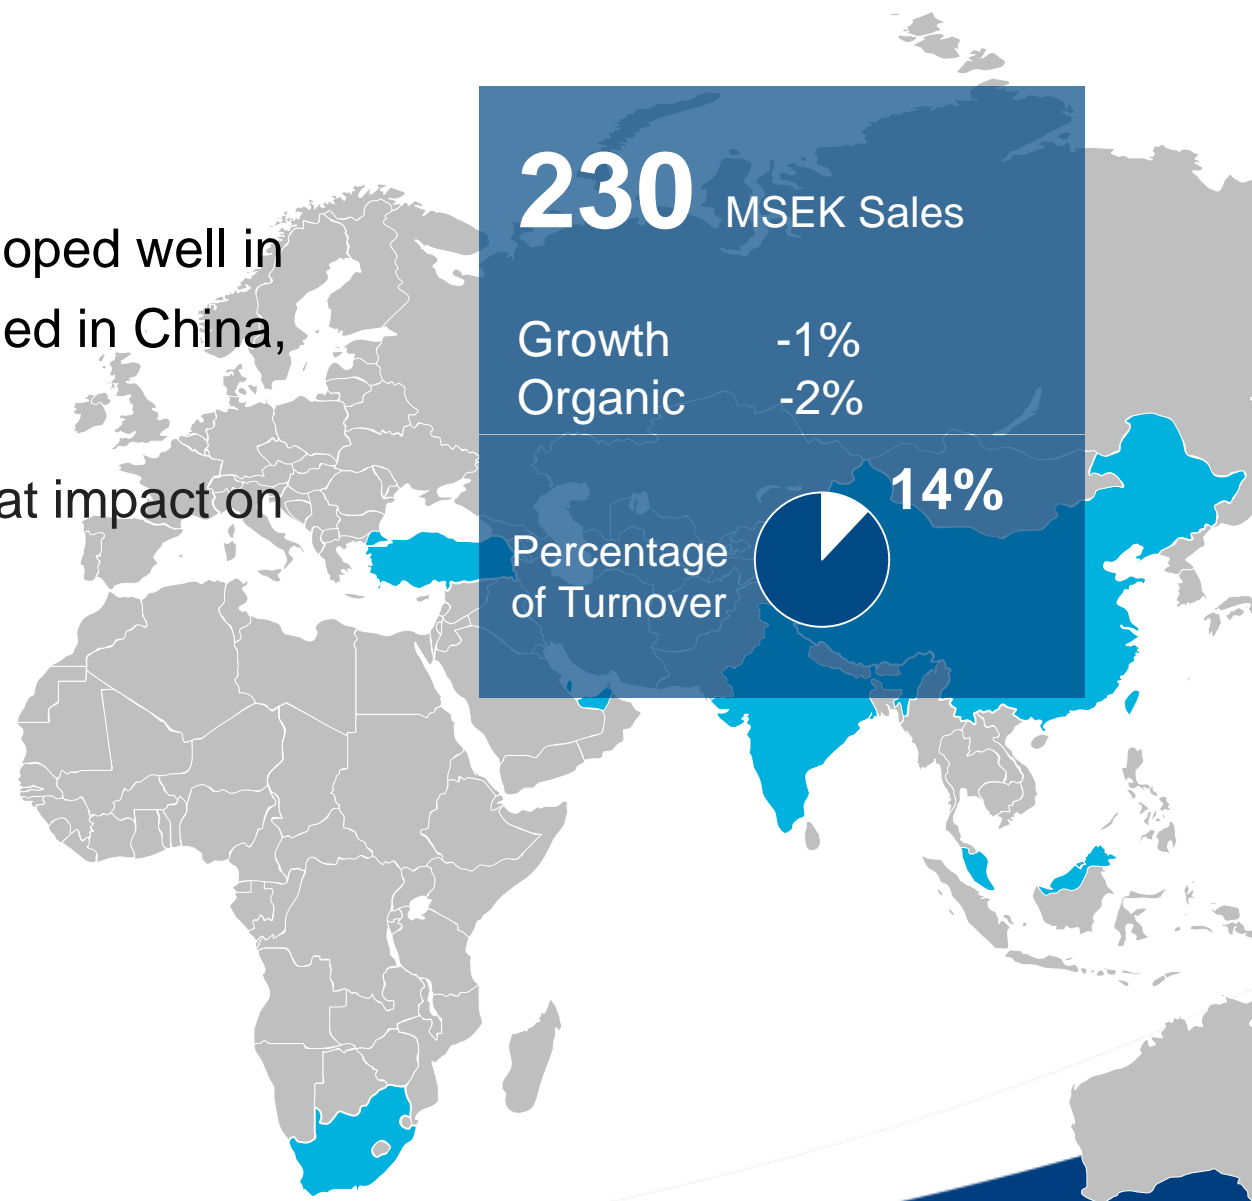 oped well in
ed in China,
at impact on
230 MSEK Sales
Growth -1%
Organic -2%
14%
Percentage
of Turnover